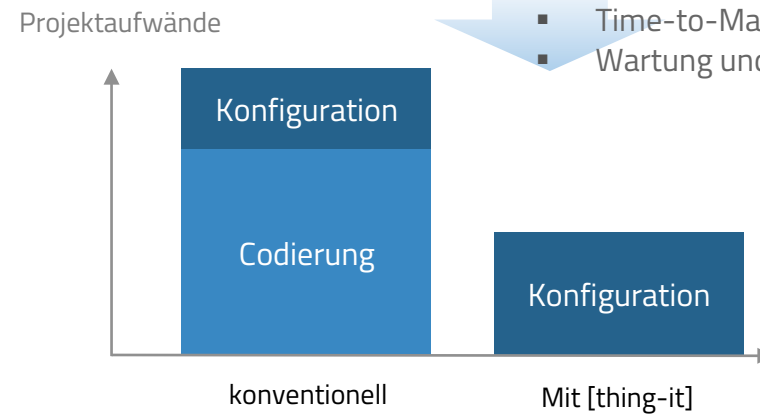 Projektaufwände
▪ Time-to-Ma
▪ Wartung und
Konfiguration
Codierung
Konfiguration
konventionell
Mit [thing-it]